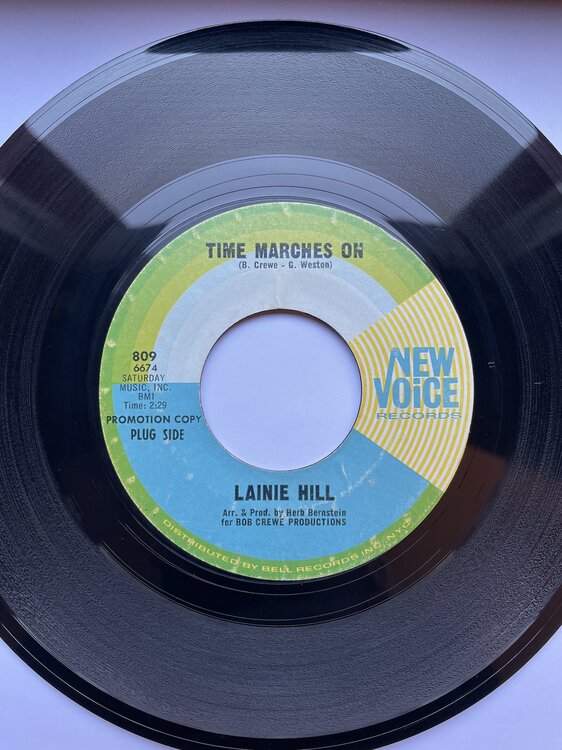 TIME MARCHES ON
(B. Crewe - G. Weston)
809
6674
SATURDAY
MUSIC, INC.
BMI
Time: 2:29
PROMOTION COPY
PLUG SIDE
NEW
VOiCE
RECORDS
LAINIE HILL
Arr. & Prod. by Herb Bernstein
for BOB CREWE PRODUCTIONS
DISTRIBUTED BY BELL RECORDS INC., NYC